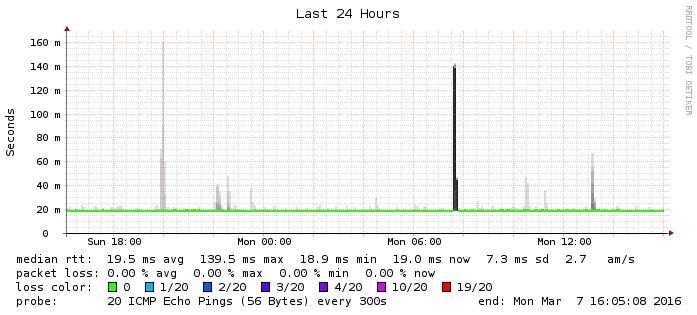 Last 24 Hours
RRDTOOL / TOBI OETIKER
Seconds
160 m
140 m
120 m
100 m
80 m
60 m
40 m
20 m
0
Sun 18:00 Mon 00:00 Mon 06:00 Mon 12:00
median rtt: 19.5 ms avg 139.5 ms max 18.9 ms min 19.0 ms now 7.3 ms sd 2.7 am/s
packet loss: 0.00 % avg 0.00 % max 0.00 % min 0.00 % now
loss color: 0 1/20 2/20 3/20 4/20 10/20 19/20
probe: 20 ICMP Echo Pings (56 Bytes) every 300s end: Mon Mar 7 16:05:08 2016